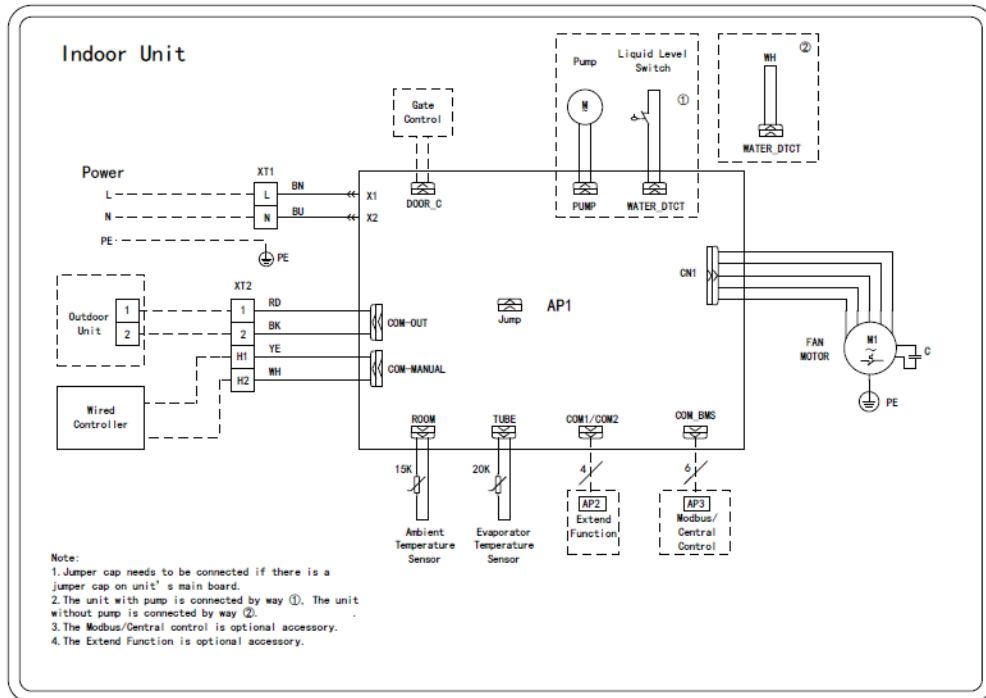 Indoor Unit
Pump
Liquid Level
Switch
M
①
WH
②
WATER_DTCT
Gate
Control
Power
L
N
PE
XT1
L
N
BN
BU
X1
X2
PE
DOOR_C
PUMP
WATER_DTCT
CN1
Outdoor
Unit
1
2
XT2
1
2
H1
H2
RD
BK
YE
WH
COM-OUT
COM-MANUAL
Jump
AP1
Wired
Controller
FAN
MOTOR
M1
~
C
PE
ROOM
TUBE
COM1/COM2
COM_BMS
15K
20K
4
6
AP2
Extend
Function
AP3
Modbus/
Central
Control
Ambient
Temperature
Sensor
Evaporator
Temperature
Sensor
Note:
1. Jumper cap needs to be connected if there is a
jumper cap on unit's main board.
2. The unit with pump is connected by way ①. The unit
without pump is connected by way ②.
3. The Modbus/Central control is optional accessory.
4. The Extend Function is optional accessory.